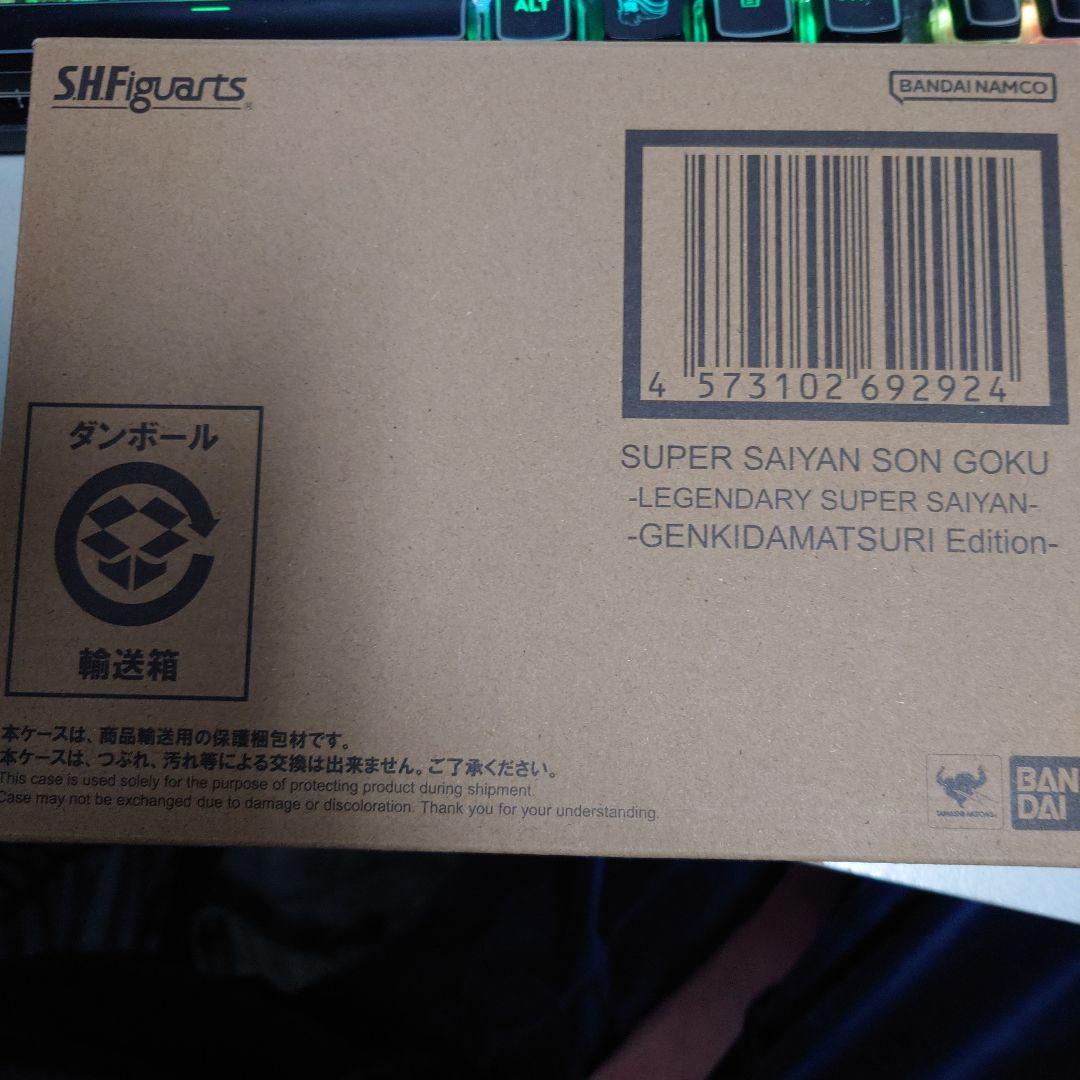 ALT
S.H.Figuarts
®
BANDAI NAMCO
4 573102 692924
SUPER SAIYAN SON GOKU
-LEGENDARY SUPER SAIYAN-
-GENKIDAMATSURI Edition-
ダンボール
輸送箱
本ケースは、商品輸送用の保護梱包材です。
本ケースは、つぶれ、汚れ等による交換は出来ません。ご了承ください。
This case is used solely for the purpose of protecting product during shipment.
Case may not be exchanged due to damage or discoloration. Thank you for your understanding.
TAMASHII NATIONS
BAN
DAI